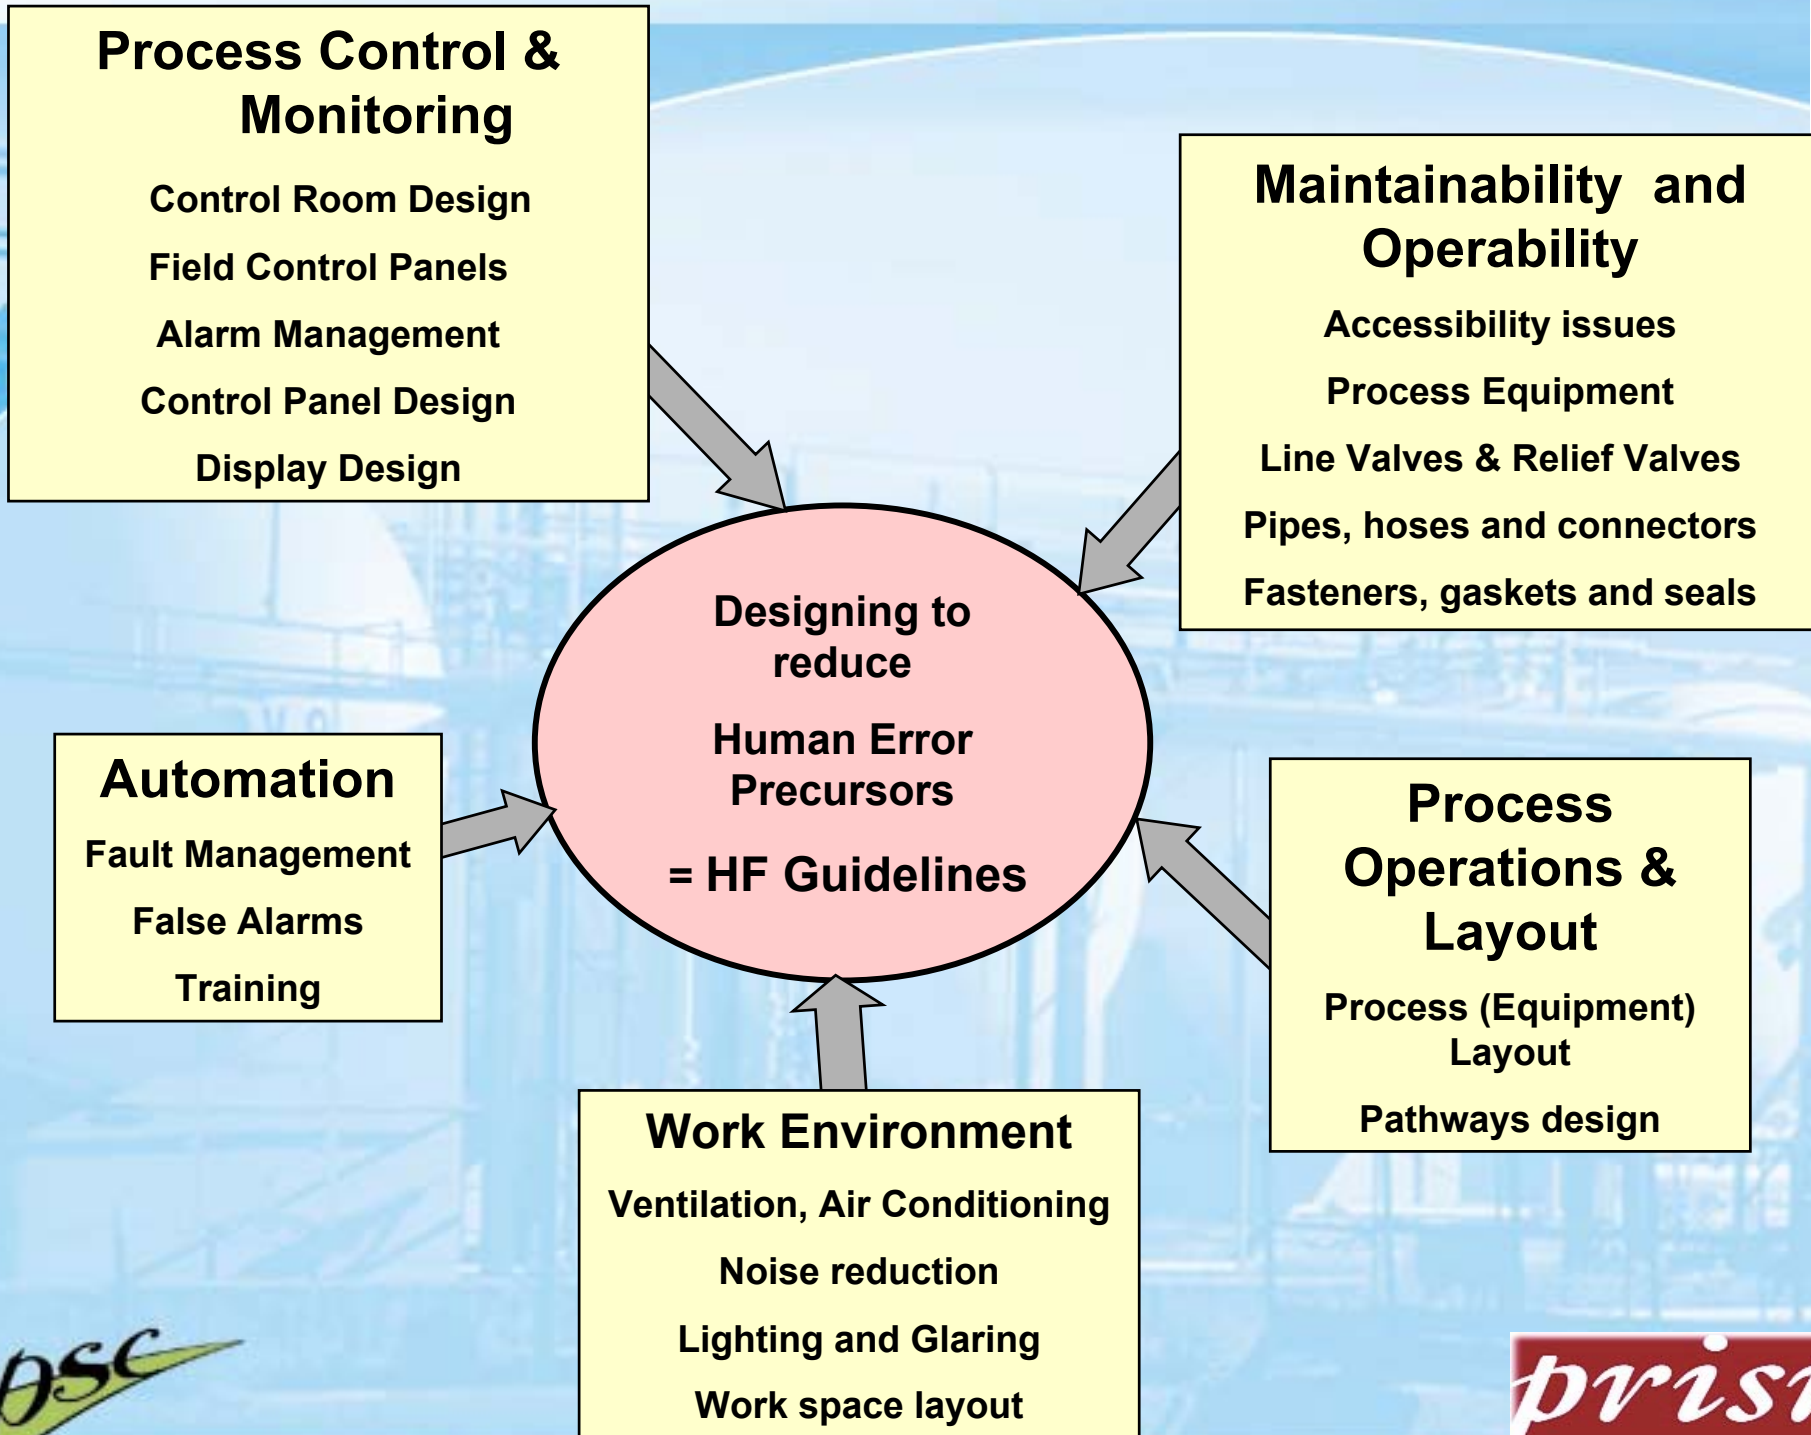 Process Control &
Monitoring
Control Room Design
Field Control Panels
Alarm Management
Control Panel Design
Display Design
Maintainability and
Operability
Accessibility issues
Process Equipment
Line Valves & Relief Valves
Pipes, hoses and connectors
Fasteners, gaskets and seals
Designing to
reduce
Human Error
Precursors
= HF Guidelines
Automation
Fault Management
False Alarms
Training
Process
Operations &
Layout
Process (Equipment)
Layout
Pathways design
Work Environment
Ventilation, Air Conditioning
Noise reduction
Lighting and Glaring
Work space layout